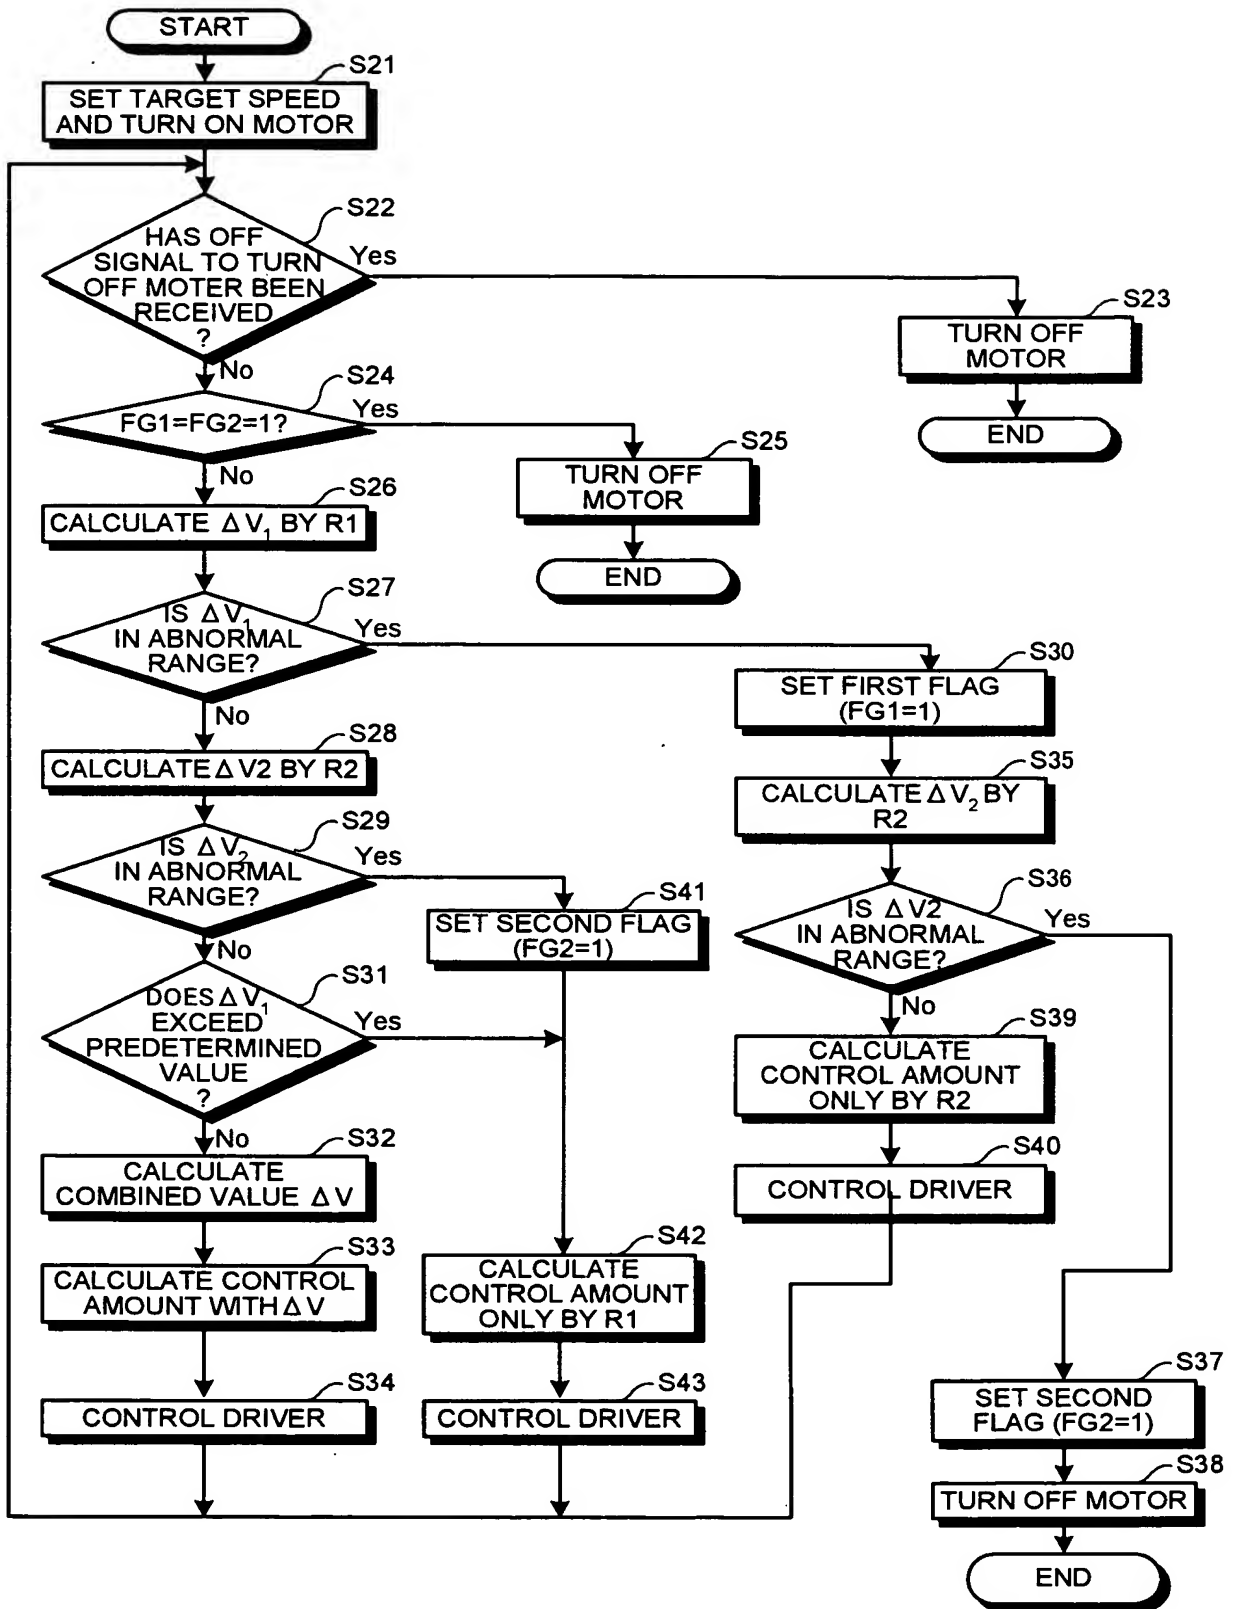 START
S21
SET TARGET SPEED
AND TURN ON MOTOR
S22
HAS OFF
SIGNAL TO TURN
OFF MOTER BEEN
RECEIVED
?
Yes
No
S23
TURN OFF
MOTOR
END
S24
FG1=FG2=1?
Yes
No
S25
TURN OFF
MOTOR
END
S26
CALCULATE ΔV₁ BY R1
S27
IS ΔV₁
IN ABNORMAL
RANGE?
Yes
No
S28
CALCULATE ΔV2 BY R2
S29
IS ΔV₂
IN ABNORMAL
RANGE?
Yes
No
S30
SET FIRST FLAG
(FG1=1)
S35
CALCULATE ΔV₂ BY
R2
S36
IS ΔV2
IN ABNORMAL
RANGE?
Yes
No
S41
SET SECOND FLAG
(FG2=1)
S31
DOES ΔV₁
EXCEED
PREDETERMINED
VALUE
?
Yes
No
S39
CALCULATE
CONTROL AMOUNT
ONLY BY R2
S40
CONTROL DRIVER
S32
CALCULATE
COMBINED VALUE ΔV
S33
CALCULATE CONTROL
AMOUNT WITH ΔV
S34
CONTROL DRIVER
S42
CALCULATE
CONTROL AMOUNT
ONLY BY R1
S43
CONTROL DRIVER
S37
SET SECOND
FLAG (FG2=1)
S38
TURN OFF MOTOR
END